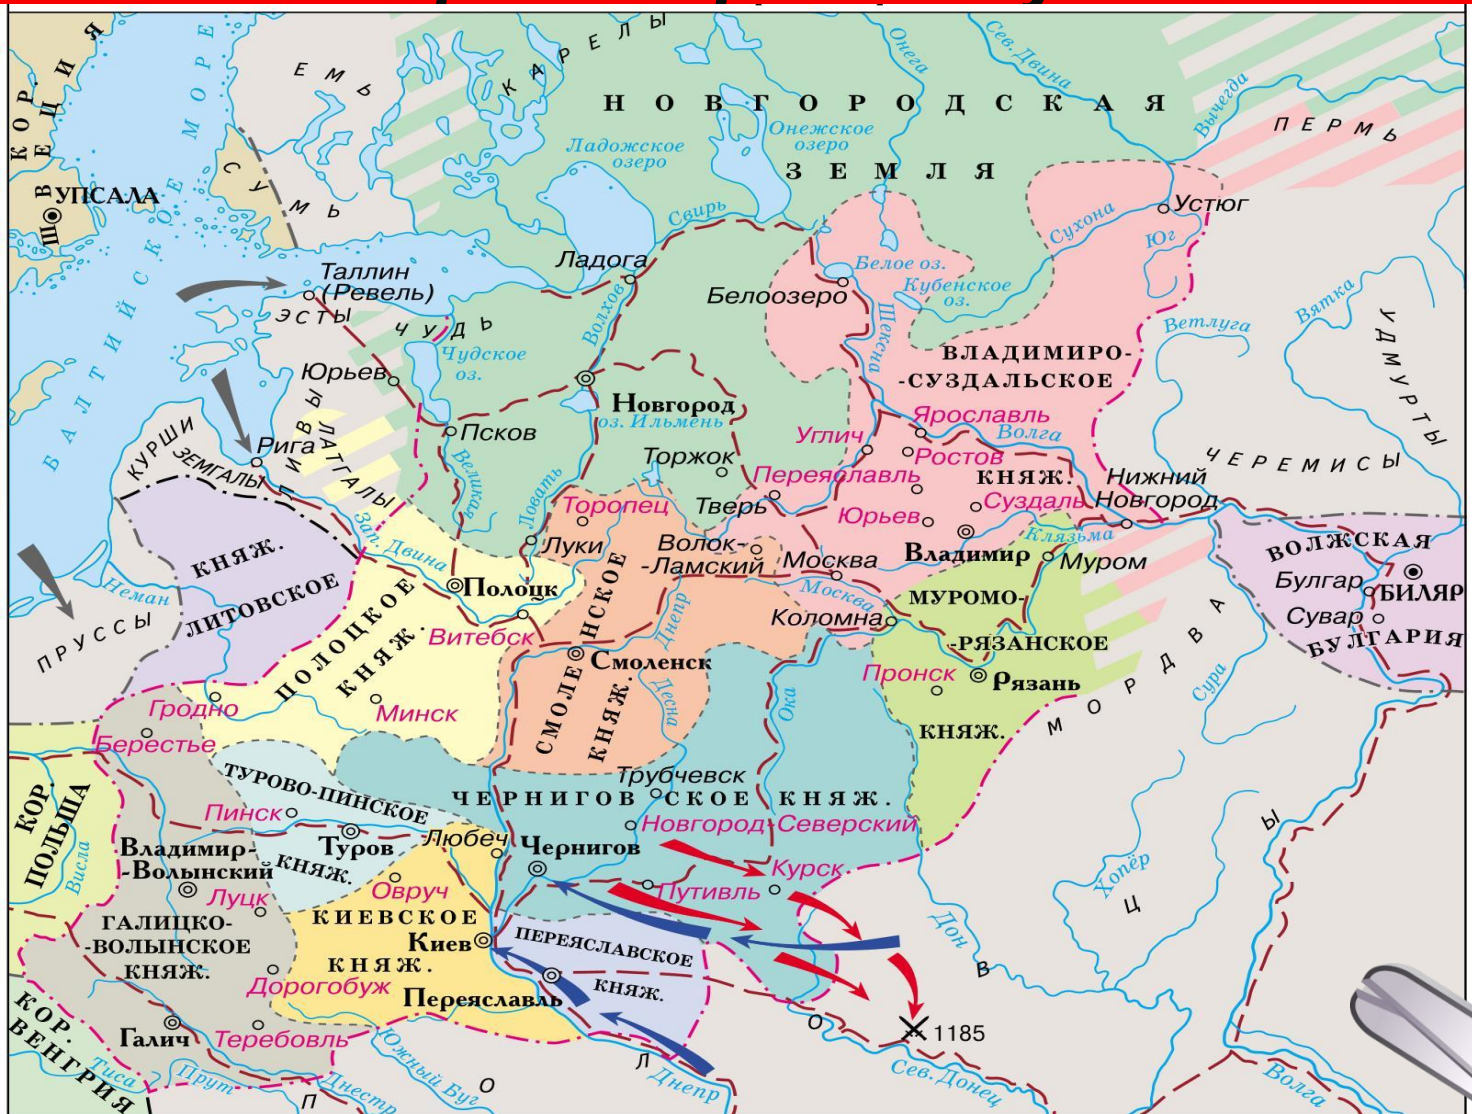 КОР.
ШВЕЦИЯ
УПСАЛА
БАЛТИЙСКОЕ МОРЕ
ЕМЬ
СУМЬ
КАРЕЛЫ
НОВГОРОДСКАЯ
ЗЕМЛЯ
Онега
Сев. Двина
Вычегда
ПЕРМЬ
Ладожское
озеро
Онежское
озеро
Свирь
Сухона
Устюг
Юг
Таллин
(Ревель)
ЭСТЫ
ЧУДЬ
Ладога
Волхов
Белоозеро
Белое оз.
Кубенское
оз.
Шексна
Ветлуга
Вятка
УДМУРТЫ
Чудское
оз.
Юрьев
ВЛАДИМИРО-
-СУЗДАЛЬСКОЕ
КНЯЖ.
Новгород
оз. Ильмень
Псков
Великая
Ловать
Торжок
Углич
Ярославль
Волга
Ростов
Переяславль
Тверь
Юрьев
Суздаль
Нижний
Новгород
ЧЕРЕМИСЫ
КУРШИ
ЗЕМГАЛЫ
Рига
ЛИВЫ
ЛАТГАЛЫ
Зап. Двина
Торопец
Луки
Волок-
-Ламский
Москва
Владимир
Клязьма
Муром
ВОЛЖСКАЯ
БУЛГАРИЯ
Булгар
БИЛЯР
Сувар
КНЯЖ.
ЛИТОВСКОЕ
Неман
ПРУССЫ
Полоцк
Витебск
ПОЛОЦКОЕ
КНЯЖ.
Минск
Гродно
Берестье
СМОЛЕНСКОЕ
КНЯЖ.
Смоленск
Днепр
Десна
Москва
Коломна
МУРОМО-
-РЯЗАНСКОЕ
КНЯЖ.
Пронск
Рязань
Ока
МОРДВА
Сура
КОР.
ПОЛЬША
Висла
ТУРОВО-ПИНСКОЕ
КНЯЖ.
Пинск
Туров
Владимир-
-Волынский
Луцк
ГАЛИЦКО-
-ВОЛЫНСКОЕ
КНЯЖ.
Трубчевск
ЧЕРНИГОВСКОЕ КНЯЖ.
Новгород-Северский
Любеч
Чернигов
Овруч
Курск
Путивль
КИЕВСКОЕ
КНЯЖ.
Киев
ПЕРЕЯСЛАВСКОЕ
КНЯЖ.
Переяславль
Дорогобуж
Галич
Теребовль
КОР.
ВЕНГРИЯ
Тиса
Прут
Днестр
Южный Буг
Днепр
ПОЛОВЦЫ
Дон
Хопёр
1185
Сев. Донец
Волга